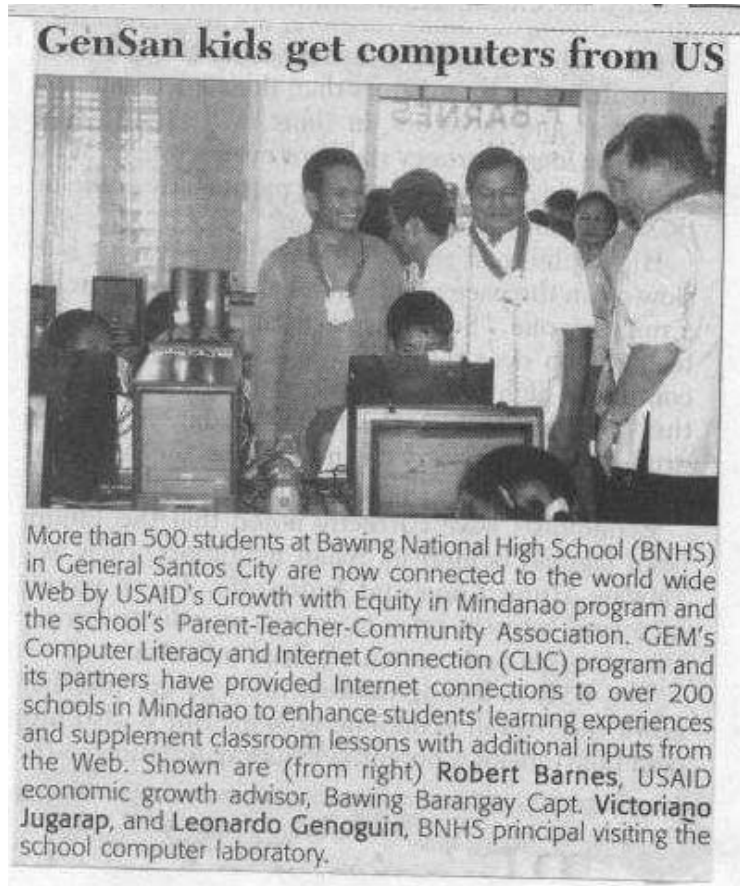 GenSan kids get computers from US
BARNES
More than 500 students at Bawing National High School (BNHS)
in General Santos City are now connected to the world wide
Web by USAID's Growth with Equity in Mindanao program and
the school's Parent-Teacher-Community Association. GEM's
Computer Literacy and Internet Connection (CLIC) program and
its partners have provided Internet connections to over 200
schools in Mindanao to enhance students' learning experiences
and supplement classroom lessons with additional inputs from
the Web. Shown are (from right) Robert Barnes, USAID
economic growth advisor, Bawing Barangay Capt. Victoriano
Jugarap, and Leonardo Genoguin, BNHS principal visiting the
school computer laboratory.